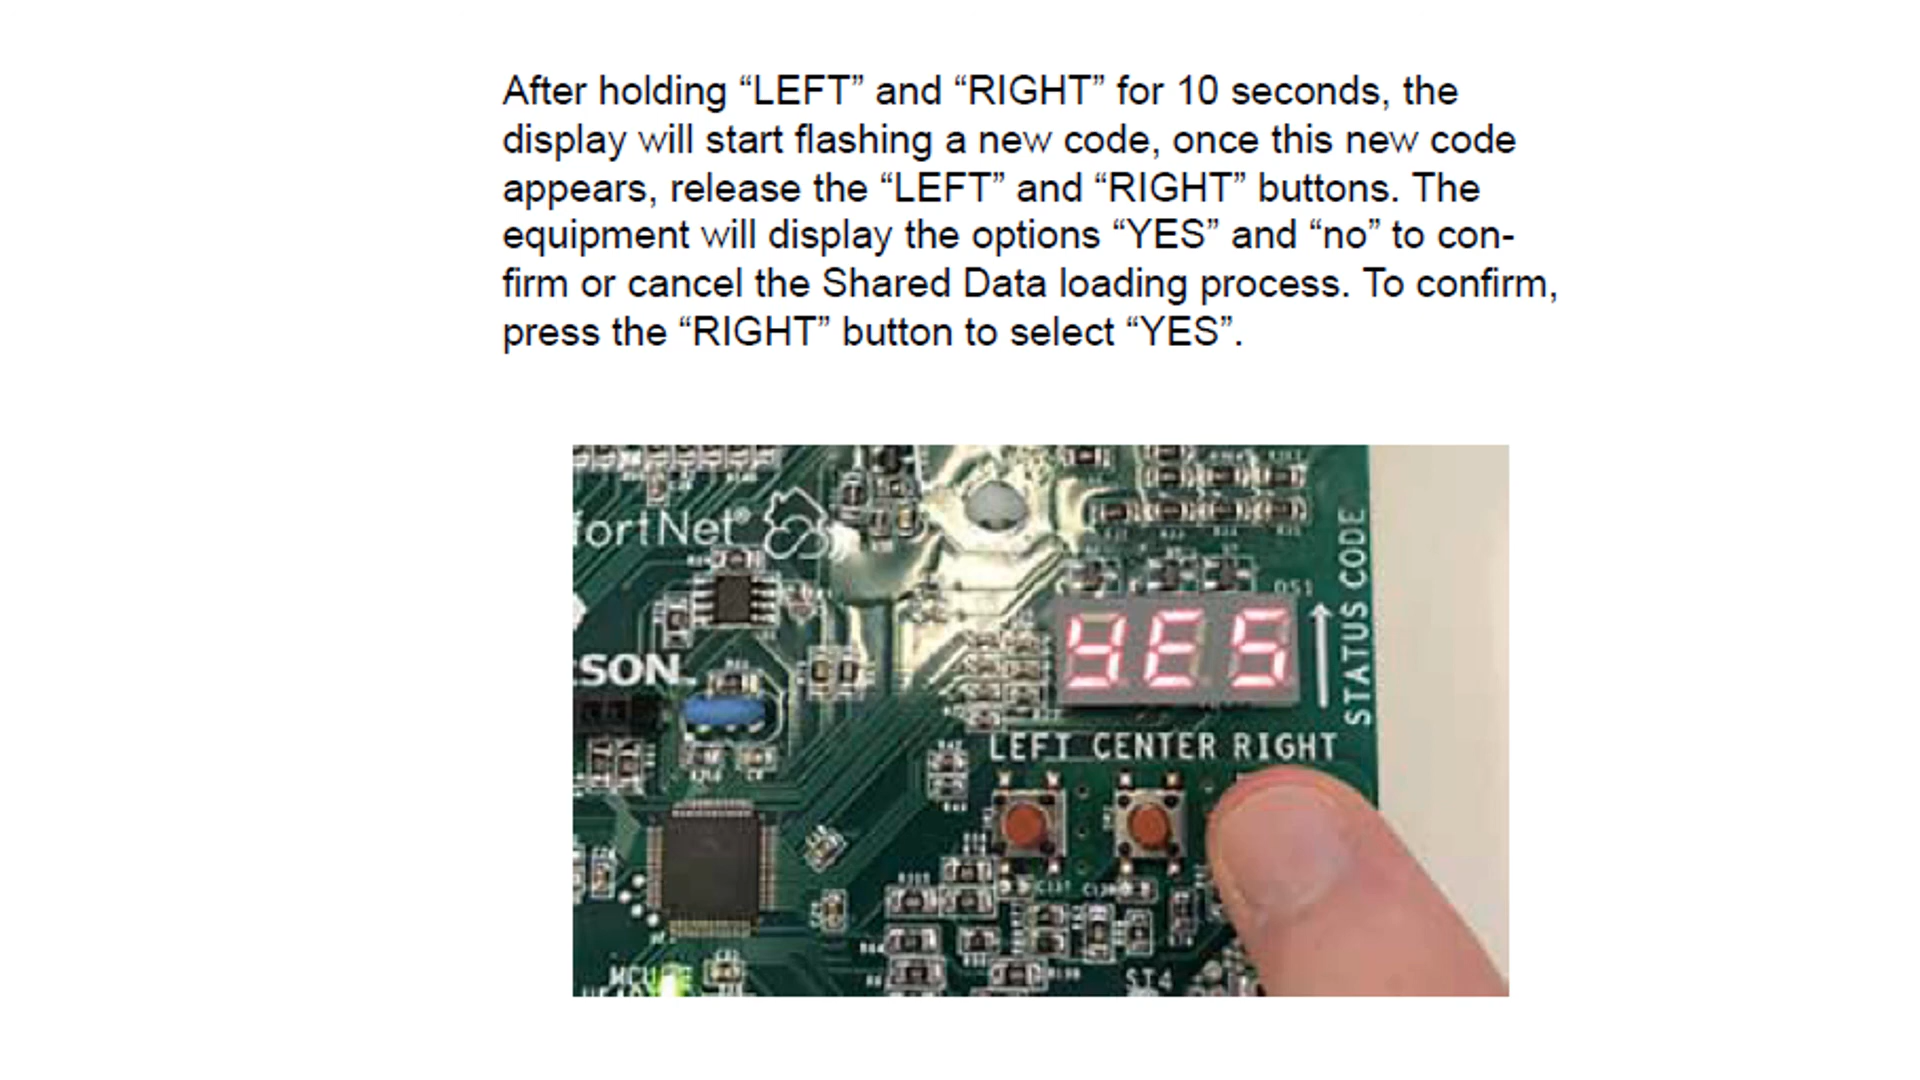 After holding “LEFT” and “RIGHT” for 10 seconds, the
display will start flashing a new code, once this new code
appears, release the “LEFT” and “RIGHT” buttons. The
equipment will display the options “YES” and “no” to con-
firm or cancel the Shared Data loading process. To confirm,
press the “RIGHT” button to select “YES”.
fortNet®
DS1
STATUS CODE
YES
SON
LEFT CENTER RIGHT
ST4